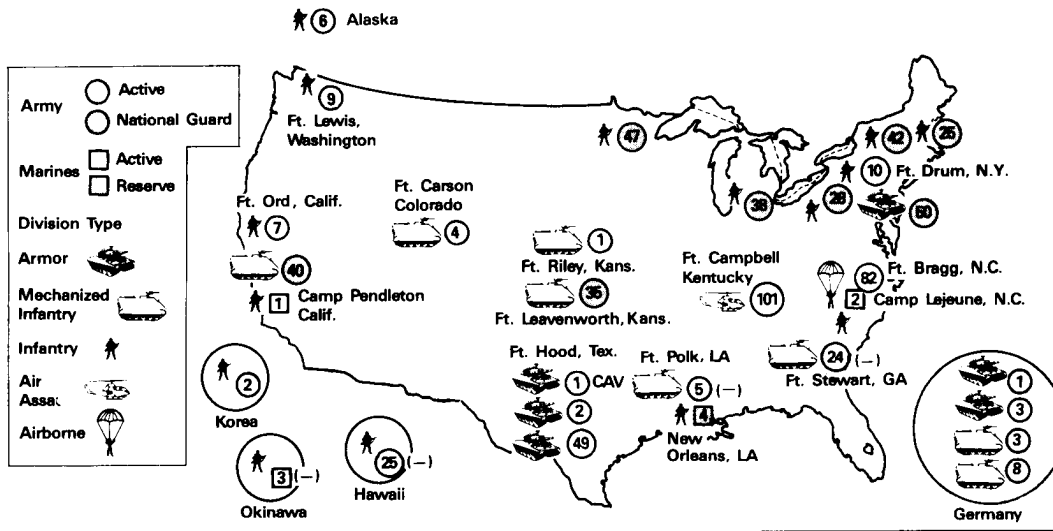 6 Alaska
Army
Active
National Guard
Marines
Active
Reserve
Division Type
Armor
Mechanized
Infantry
Infantry
Air
Airborne
9
Ft. Lewis,
Washington
Ft. Ord, Calif.
7
40
1 Camp Pendleton
Calif.
Ft. Carson
Colorado
4
1
Ft. Riley, Kans.
35
Ft. Leavenworth, Kans.
47
38
42
10 Ft. Drum, N.Y.
28
Ft. Campbell
Kentucky
101
82 Ft. Bragg, N.C.
2 Camp Lejeune, N.C.
24 (–)
Ft. Stewart, GA
Ft. Hood, Tex.
1 CAV
2
49
Ft. Polk, LA
5 (–)
4
New
Orleans, LA
2
Korea
3 (–)
Okinawa
25 (–)
Hawaii
1
3
3
8
Germany